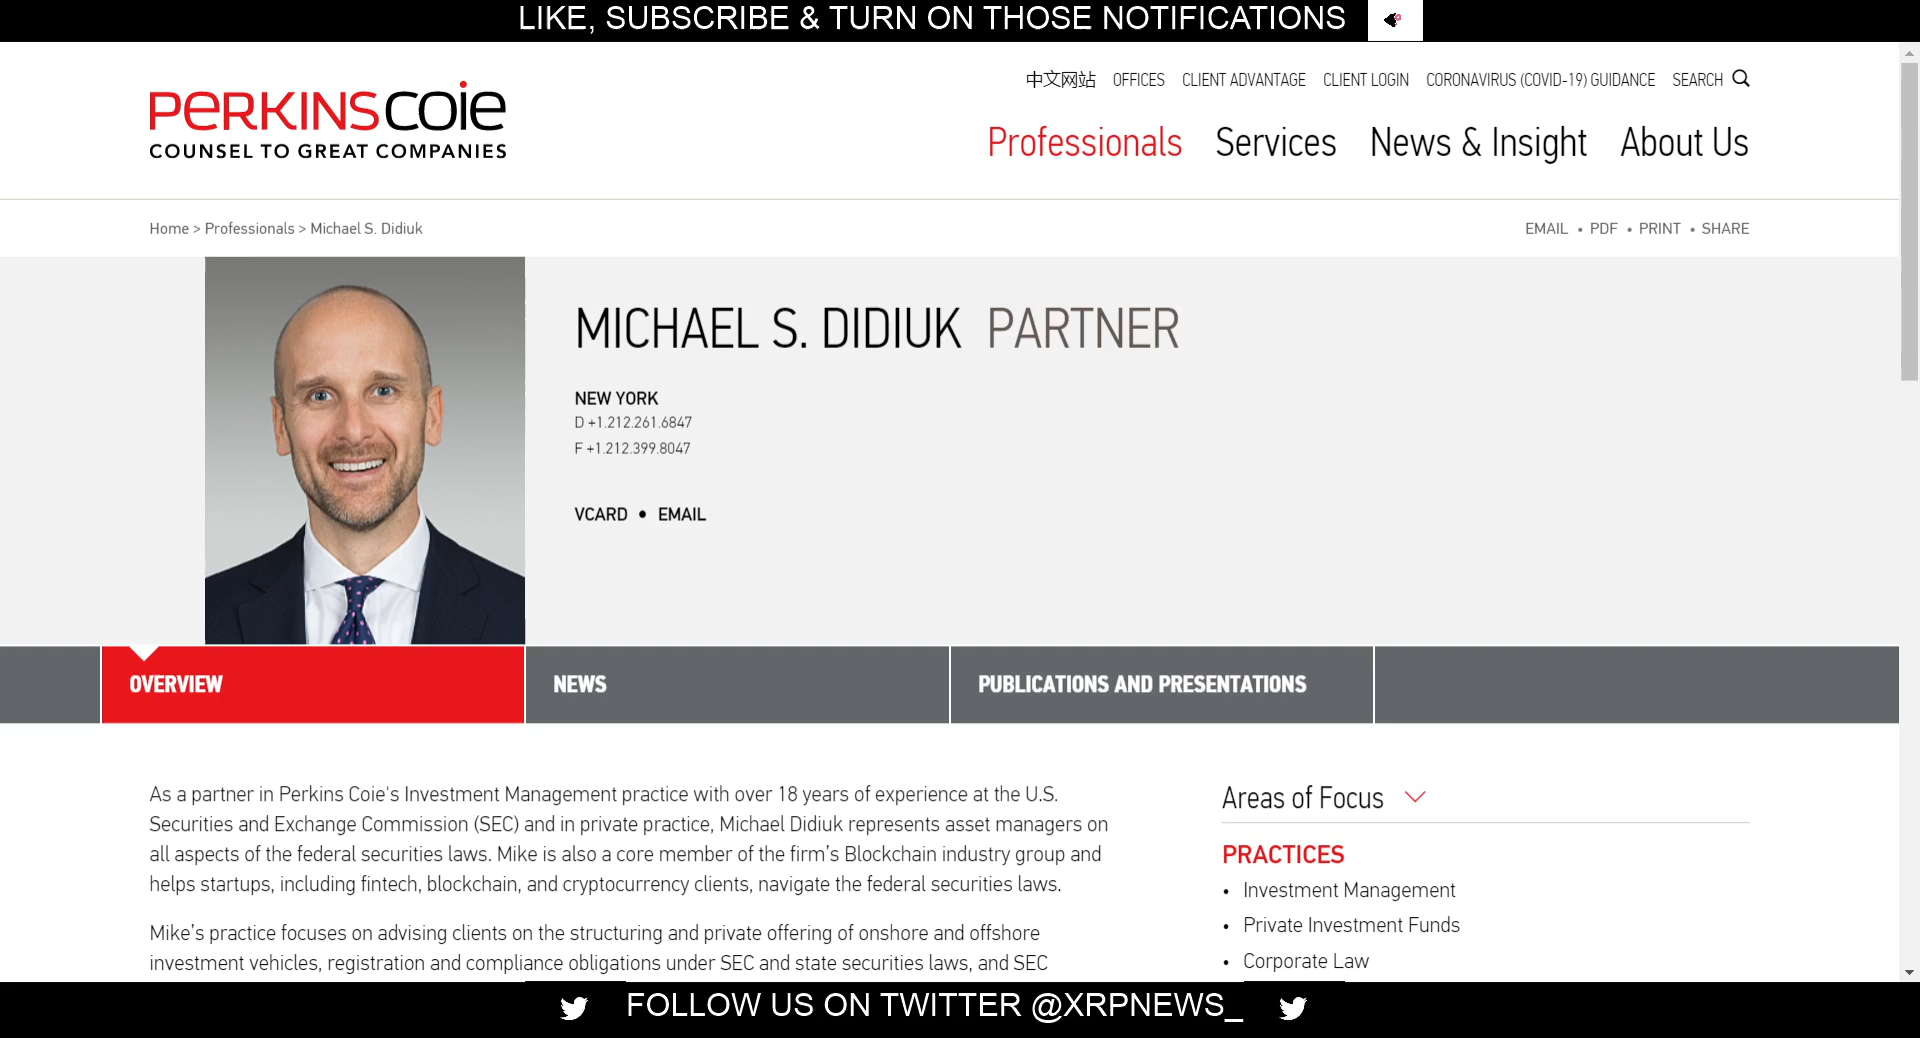 LIKE, SUBSCRIBE & TURN ON THOSE NOTIFICATIONS
中文网站 OFFICES CLIENT ADVANTAGE CLIENT LOGIN CORONAVIRUS (COVID-19) GUIDANCE SEARCH
PERKINSCOIE
COUNSEL TO GREAT COMPANIES
Professionals Services News & Insight About Us
Home > Professionals > Michael S. Didiuk
EMAIL • PDF • PRINT • SHARE
MICHAEL S. DIDIUK PARTNER
NEW YORK
D +1.212.261.6847
F +1.212.399.8047
VCARD • EMAIL
OVERVIEW NEWS PUBLICATIONS AND PRESENTATIONS
As a partner in Perkins Coie's Investment Management practice with over 18 years of experience at the U.S.
Securities and Exchange Commission (SEC) and in private practice, Michael Didiuk represents asset managers on
all aspects of the federal securities laws. Mike is also a core member of the firm’s Blockchain industry group and
helps startups, including fintech, blockchain, and cryptocurrency clients, navigate the federal securities laws.
Mike’s practice focuses on advising clients on the structuring and private offering of onshore and offshore
investment vehicles, registration and compliance obligations under SEC and state securities laws, and SEC
Areas of Focus
PRACTICES
• Investment Management
• Private Investment Funds
• Corporate Law
FOLLOW US ON TWITTER @XRPNEWS_